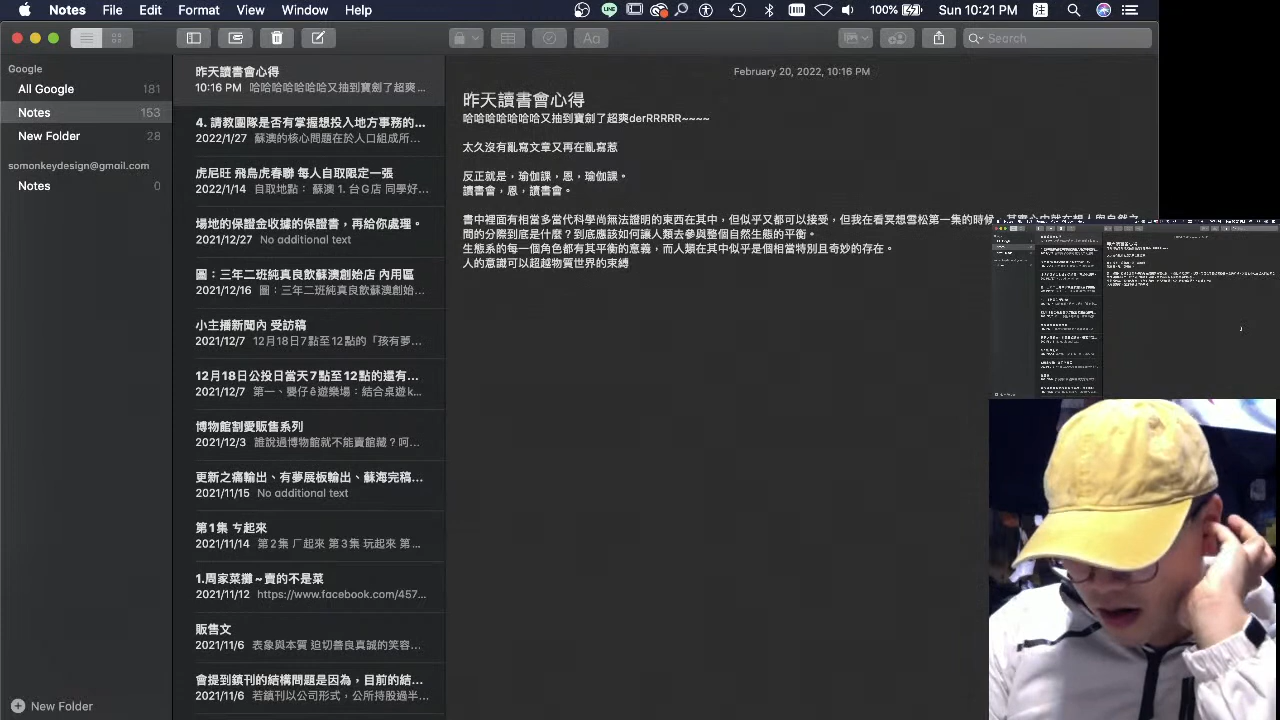 Notes File Edit Format View Window Help
100% Sun 10:21 PM 注
Aa
Search
Google
All Google 181
Notes 153
New Folder 28
somonkeydesign@gmail.com
Notes 0
New Folder
昨天讀書會心得
10:16 PM 哈哈哈哈哈哈哈又抽到寶劍了超爽...
4. 請教團隊是否有掌握想投入地方事務的...
2022/1/27 蘇澳的核心問題在於人口組成所...
虎尼旺 飛鳥虎春聯 每人自取限定一張
2022/1/14 自取地點： 蘇澳 1. 台G店 同學好...
場地的保證金收據的保證書，再給你處理。
2021/12/27 No additional text
圖：三年二班純真百歐蘇澳創始店 內用區
2021/12/16 圖：三年二班純真百歐蘇澳創始...
小主播新聞內 受訪稿
2021/12/7 12月18日7點至12點的「孩有夢...
12月18日公投日當天7點至12點的還有...
2021/12/7 第一、嬰仔ê遊樂場：結合桌遊k...
博物館割愛販售系列
2021/12/3 誰說過博物館就不能賣館藏？呵...
更新之痛輸出、有夢展板輸出、蘇海完稿...
2021/11/15 No additional text
第1集 ㄘ起來
2021/11/14 第2集 ㄏ起來 第3集 玩起來 第...
1.周家菜攤~賣的不是菜
2021/11/12 https://www.facebook.com/457...
販售文
2021/11/6 表象與本質 迫切善良真誠的笑容...
會提到鎮刊的結構問題是因為，目前的結...
2021/11/6 若鎮刊以公司形式，公所持股過半...
February 20, 2022, 10:16 PM
昨天讀書會心得
哈哈哈哈哈哈哈又抽到寶劍了超爽derRRRRR~~~~
太久沒有亂寫文章又再在亂寫惹
反正就是，瑜伽課，恩，瑜伽課。
讀書會，恩，讀書會。
書中裡面有相當多當代科學尚無法證明的東西在其中，但似乎又都可以接受，但我在看冥想雪松第一集的時候，其實心中就在想人與自然之
間的分際到底是什麼？到底應該如何讓人類去參與整個自然生態的平衡。
生態系的每一個角色都有其平衡的意義，而人類在其中似乎是個相當特別且奇妙的存在。
人的意識可以超越物質世界的束縛